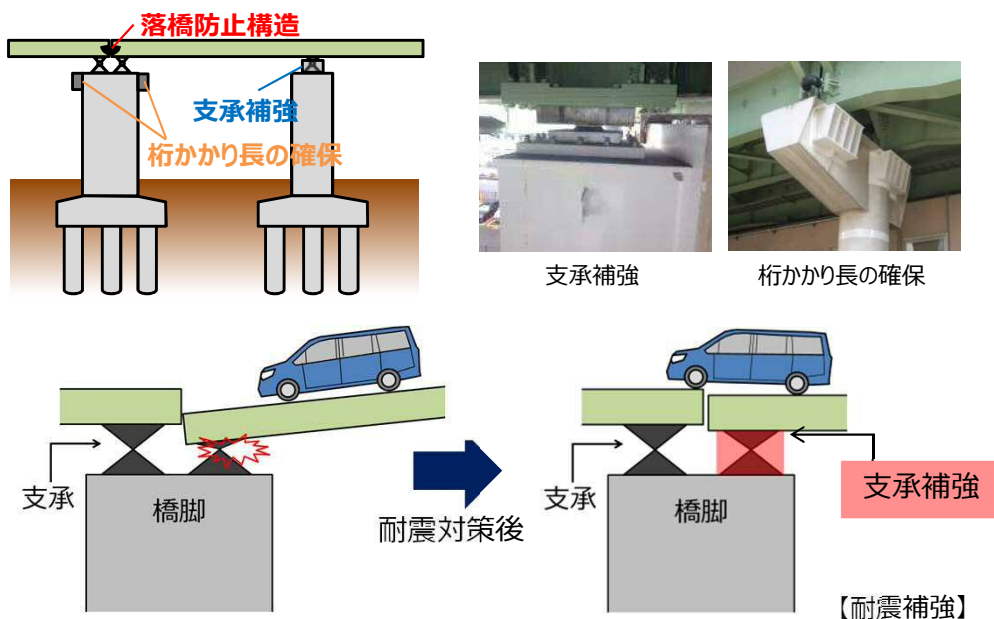 落橋防止構造
支承補強
桁かかり長の確保
支承補強
桁かかり長の確保
支承
橋脚
耐震対策後
支承
橋脚
支承補強
【耐震補強】